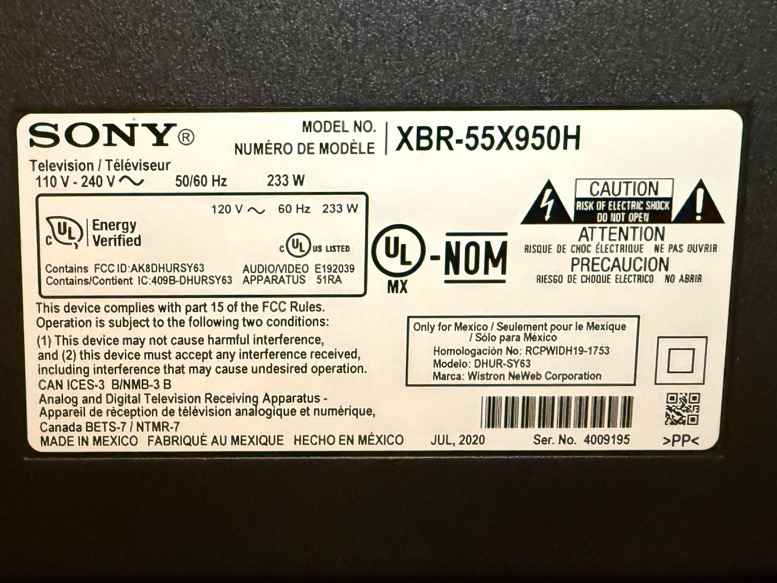 SONY®
MODEL NO.
NUMÉRO DE MODÈLE
XBR-55X950H
Television / Téléviseur
110 V - 240 V ~ 50/60 Hz 233 W
120 V ~ 60 Hz 233 W
c UL Energy
Verified
c UL US LISTED
Contains FCC ID:AK8DHURSY63 AUDIO/VIDEO E192039
Contains/Contient IC:409B-DHURSY63 APPARATUS 51RA
UL -NOM
MX
CAUTION
RISK OF ELECTRIC SHOCK
DO NOT OPEN
ATTENTION
RISQUE DE CHOC ÉLECTRIQUE NE PAS OUVRIR
PRECAUCION
RIESGO DE CHOQUE ELECTRICO NO ABRIR
This device complies with part 15 of the FCC Rules.
Operation is subject to the following two conditions:
(1) This device may not cause harmful interference,
and (2) this device must accept any interference received,
including interference that may cause undesired operation.
CAN ICES-3 B/NMB-3 B
Analog and Digital Television Receiving Apparatus -
Appareil de réception de télévision analogique et numérique,
Canada BETS-7 / NTMR-7
MADE IN MEXICO FABRIQUÉ AU MEXIQUE HECHO EN MÉXICO
Only for Mexico / Seulement pour le Mexique
/ Sólo para México
Homologación No: RCPWIDH19-1753
Modelo: DHUR-SY63
Marca: Wistron NeWeb Corporation
JUL, 2020
Ser. No. 4009195
>PP<